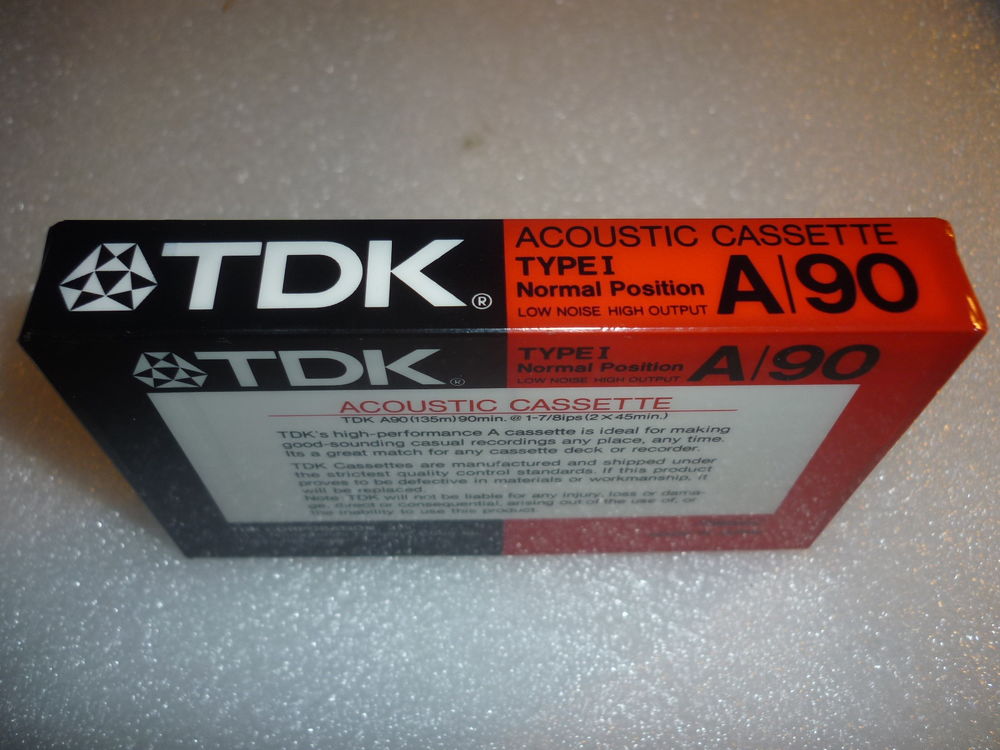 TDK®
ACOUSTIC CASSETTE
TYPE I
Normal Position
LOW NOISE HIGH OUTPUT
A/90
TDK®
TYPE I
Normal Position
LOW NOISE HIGH OUTPUT
A/90
ACOUSTIC CASSETTE
TDK A90(135m)90min. @ 1-7/8ips(2×45min.)
TDK's high-performance A cassette is ideal for making
good-sounding casual recordings any place, any time.
Its a great match for any cassette deck or recorder.
TDK Cassettes are manufactured and shipped under
the strictest quality control standards. If this product
proves to be defective in materials or workmanship, it
will be replaced.
Note: TDK will not be liable for any injury, loss or dama-
ge, direct or consequential, arising out of the use of, or
the inability to use this product.